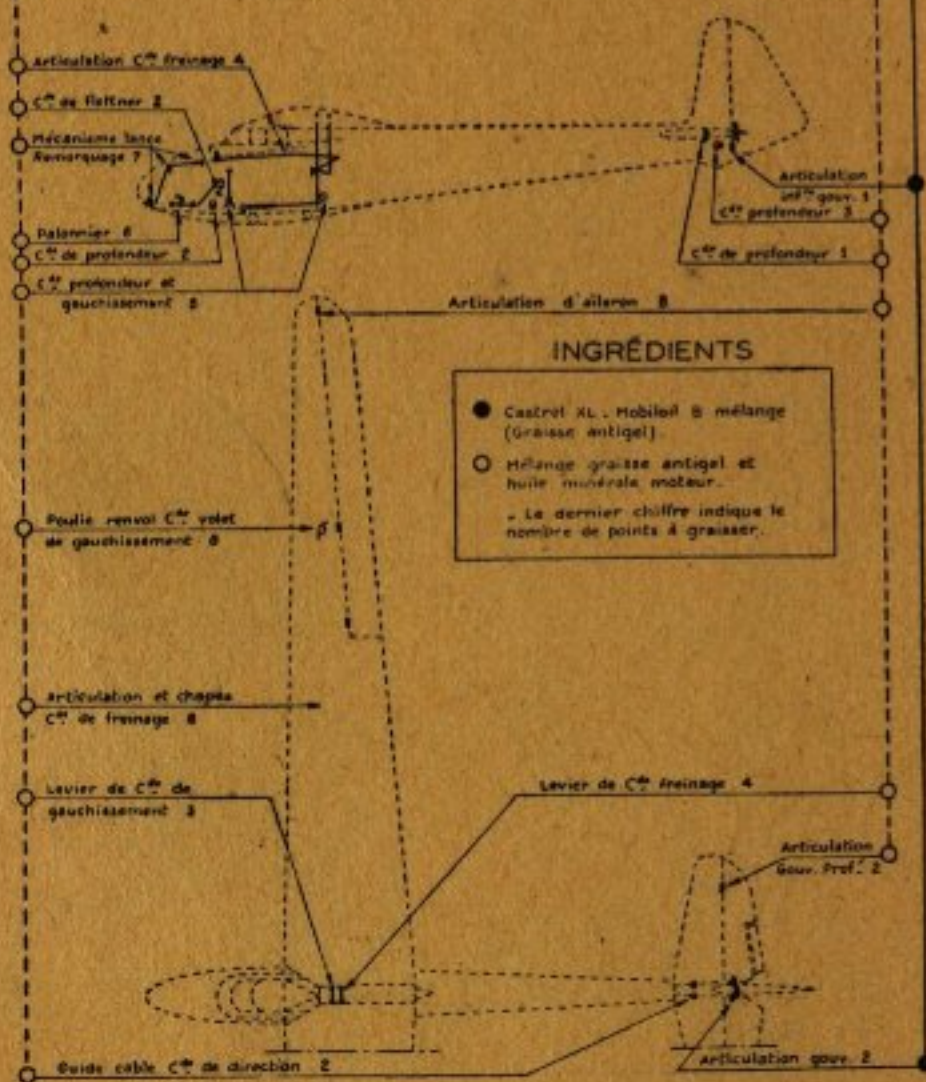 Articulation Cde freinage 4
Cde de flettner 2
Mécanisme lance
Remorquage 7
Palonnier 6
Cde de profondeur 2
Cde profondeur et
gauchissement 5
Articulation
infre gouv. 1
Cde profondeur 3
Cde de profondeur 1
Articulation d'aileron 8
INGRÉDIENTS
● Castrol XL. Mobiloil B mélange
(Graisse antigel).
○ Mélange graisse antigel et
huile minérale moteur.
. Le dernier chiffre indique le
nombre de points à graisser.
Poulie renvoi Cde volet
de gauchissement 8
Articulation et chapes
Cde de freinage 8
Levier de Cde de
gauchissement 3
Levier de Cde freinage 4
Articulation
Gouv. Prof. 2
Guide cable Cde de direction 2
Articulation gouv. 2